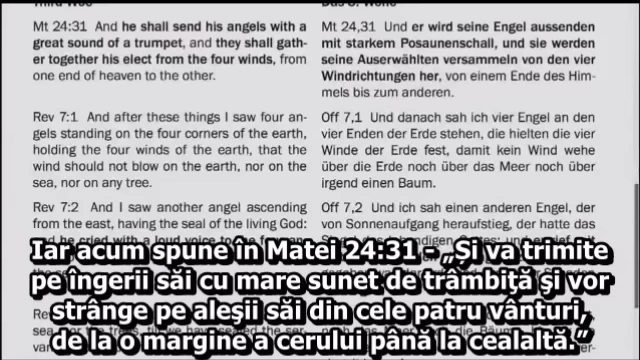 Third Woe
Das 3. Wehe
Mt 24:31 And he shall send his angels with a
great sound of a trumpet, and they shall gath-
er together his elect from the four winds, from
one end of heaven to the other.
Rev 7:1 And after these things I saw four an-
gels standing on the four corners of the earth,
holding the four winds of the earth, that the
wind should not blow on the earth, nor on the
sea, nor on any tree.
Rev 7:2 And I saw another angel ascending
from the east, having the seal of the living God:
and he cried with a loud voice to the four an-
Mt 24,31 Und er wird seine Engel aussenden
mit starkem Posaunenschall, und sie werden
seine Auserwählten versammeln von den vier
Windrichtungen her, von einem Ende des Him-
mels bis zum anderen.
Off 7,1 Und danach sah ich vier Engel an den
vier Enden der Erde stehen, die hielten die vier
Winde der Erde fest, damit kein Wind wehe
über die Erde noch über das Meer noch über
irgend einen Baum.
Off 7,2 Und ich sah einen anderen Engel, der
von Sonnenaufgang heraufstieg, der hatte das
Iar acum spune în Matei 24:31 - „Şi va trimite
pe îngerii săi cu mare sunet de trâmbiţă şi vor
strânge pe aleşii săi din cele patru vânturi,
de la o margine a cerului până la cealaltă.”